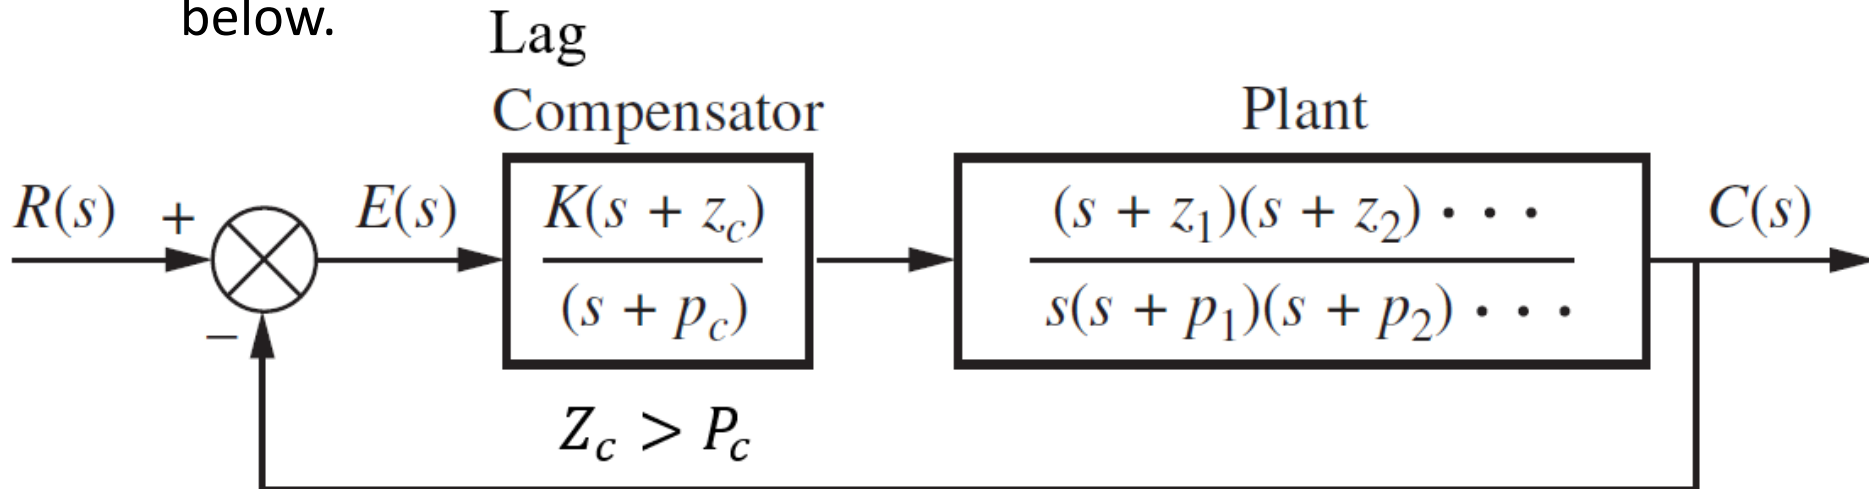 below.
Lag
Compensator
Plant
R(s) + E(s) K(s + z_c) (s + z_1)(s + z_2) · · · C(s)
(s + p_c) s(s + p_1)(s + p_2) · · ·
−
Z_c > P_c